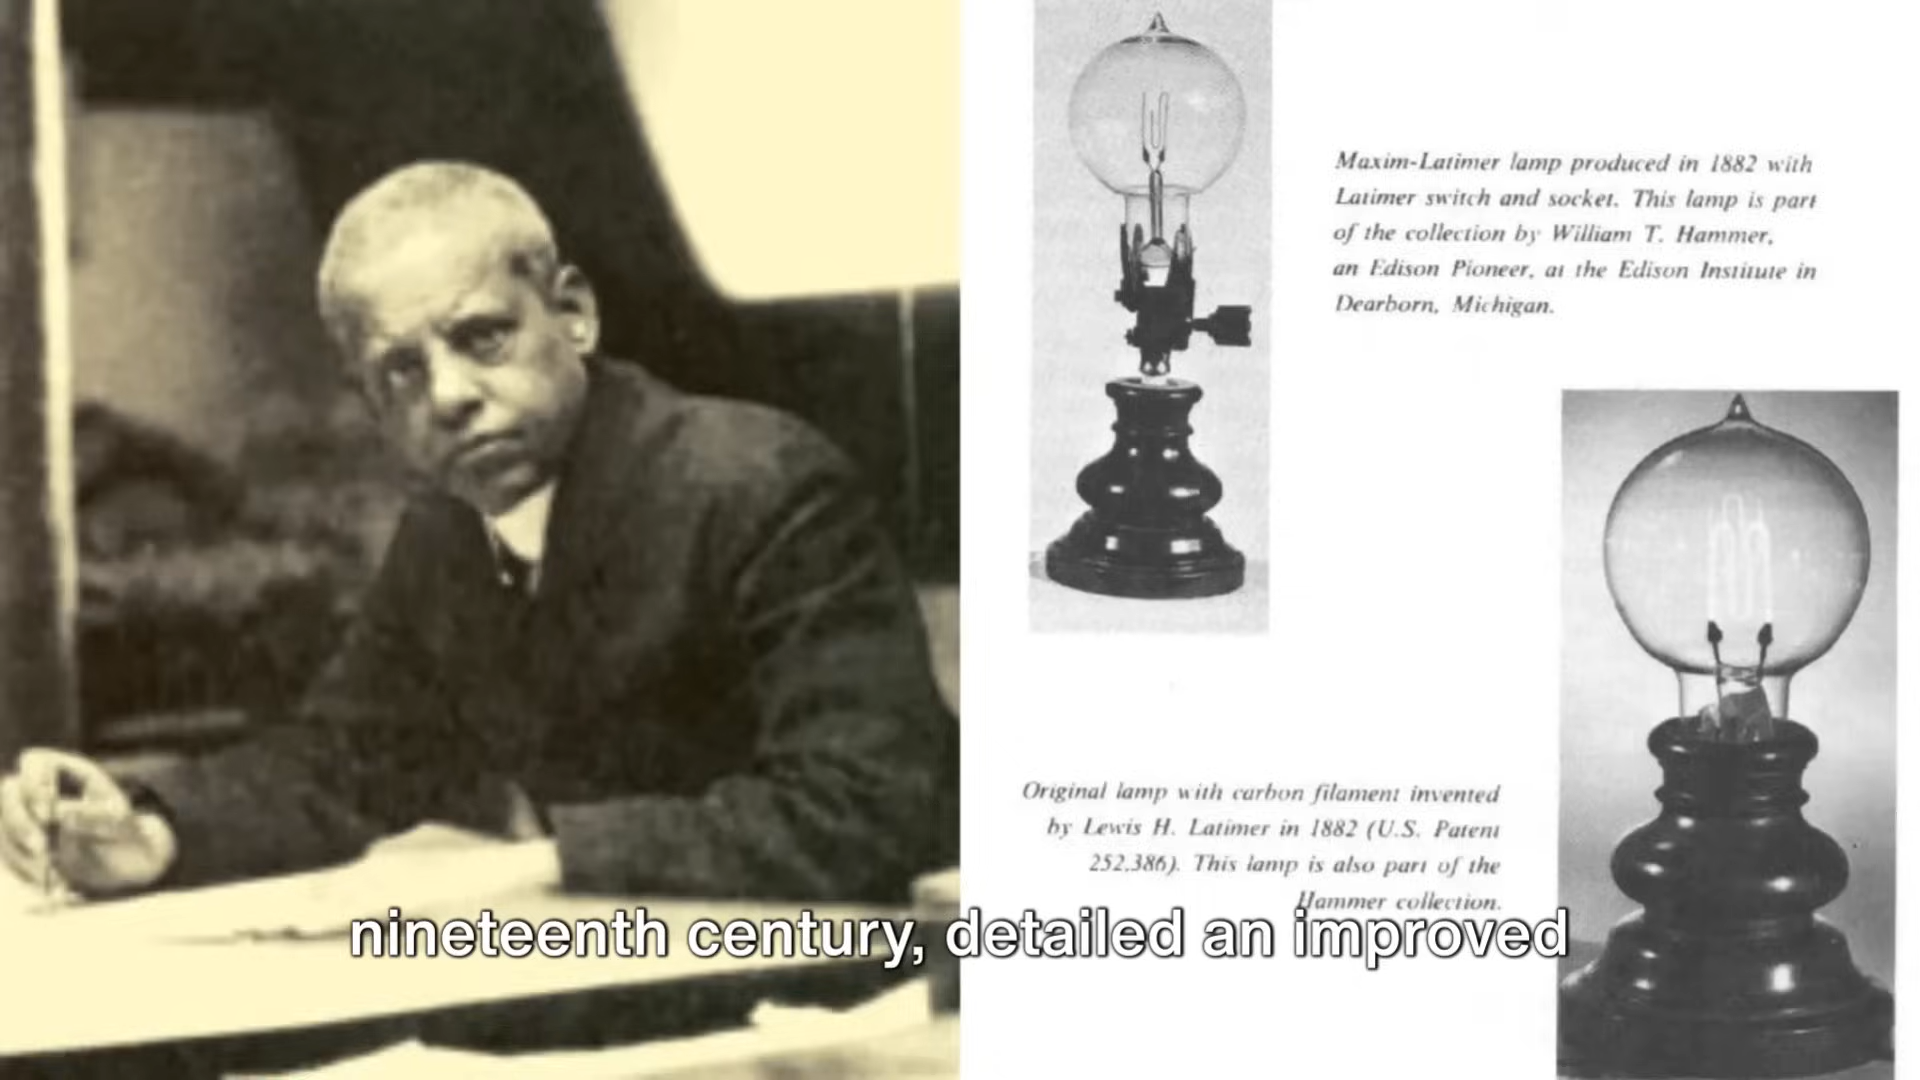 Maxim-Latimer lamp produced in 1882 with
Latimer switch and socket. This lamp is part
of the collection by William T. Hammer,
an Edison Pioneer, at the Edison Institute in
Dearborn, Michigan.
Original lamp with carbon filament invented
by Lewis H. Latimer in 1882 (U.S. Patent
252,386). This lamp is also part of the
Hammer collection.
nineteenth century, detailed an improved